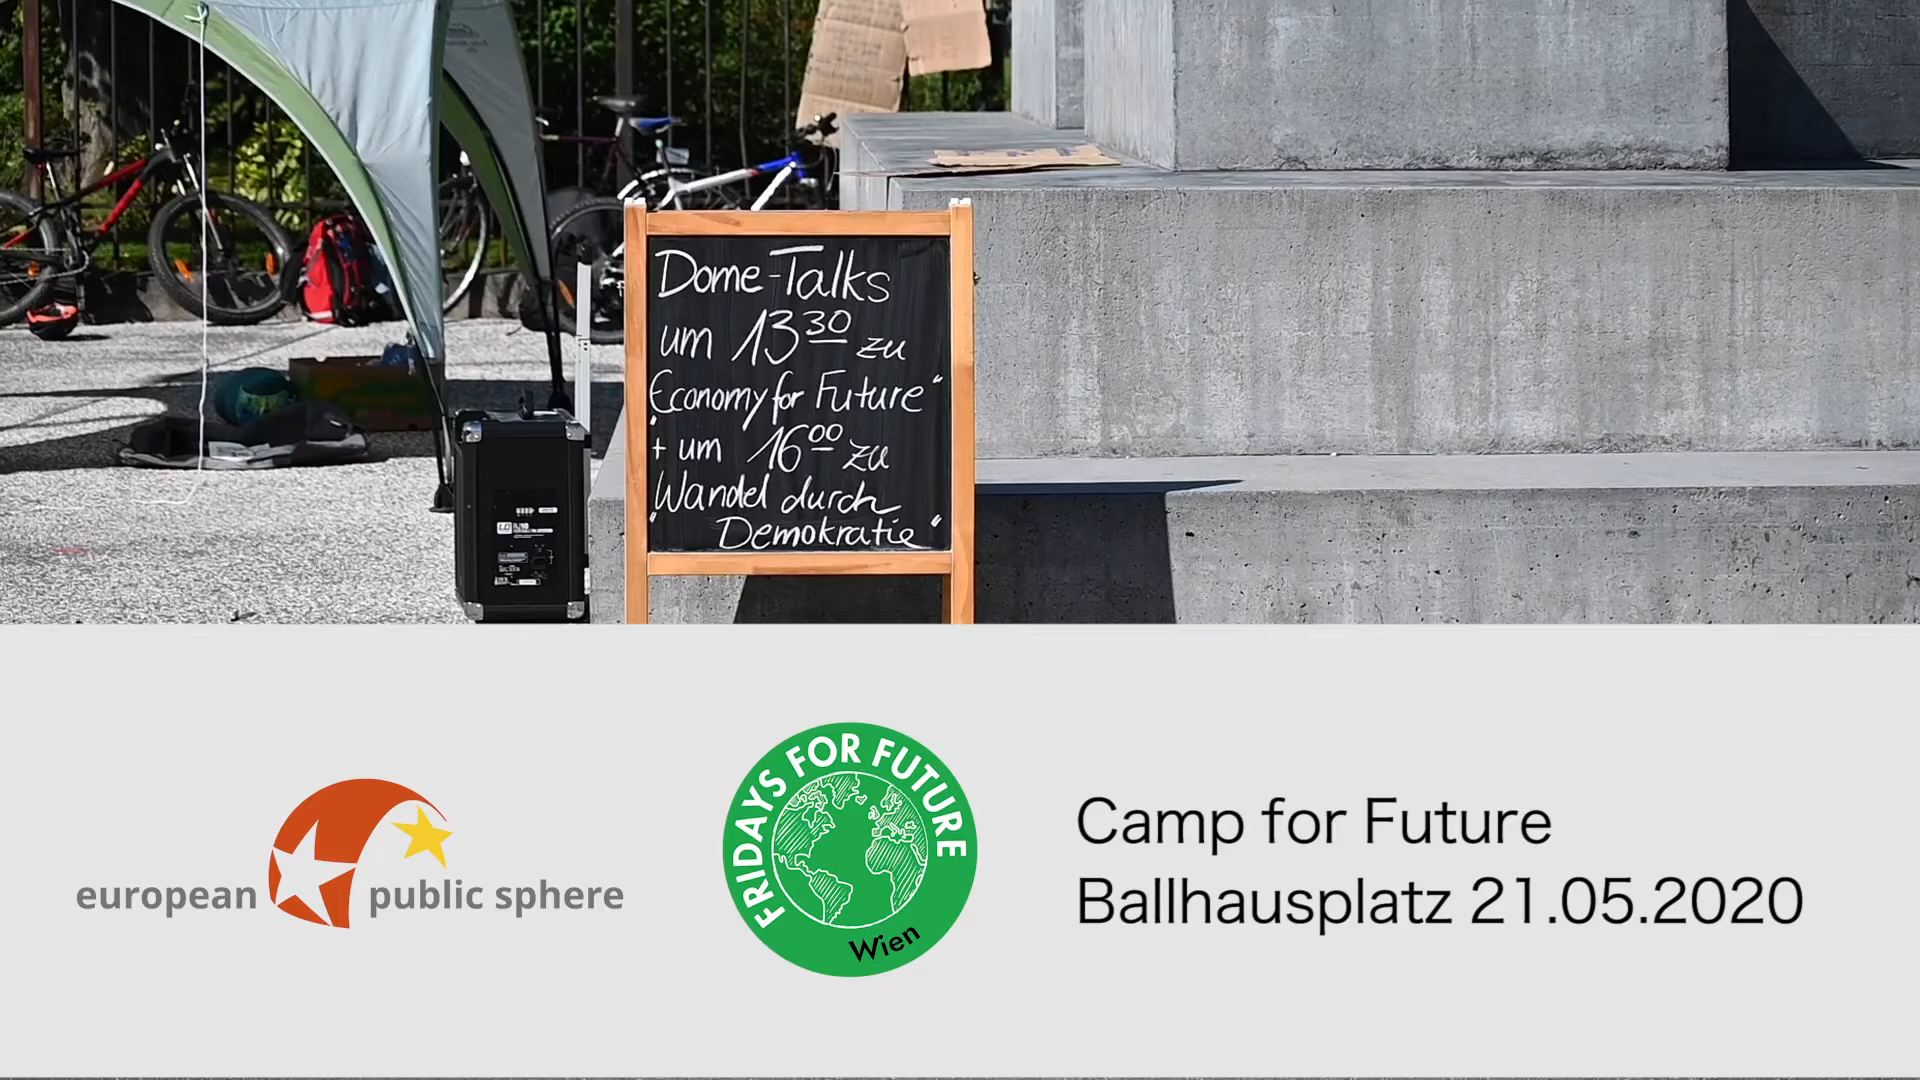 Dome-Talks
um 13³⁰ zu
„Economy for Future“
+ um 16⁰⁰ zu
„Wandel durch
Demokratie“
european public sphere
FRIDAYS FOR FUTURE
Wien
Camp for Future
Ballhausplatz 21.05.2020